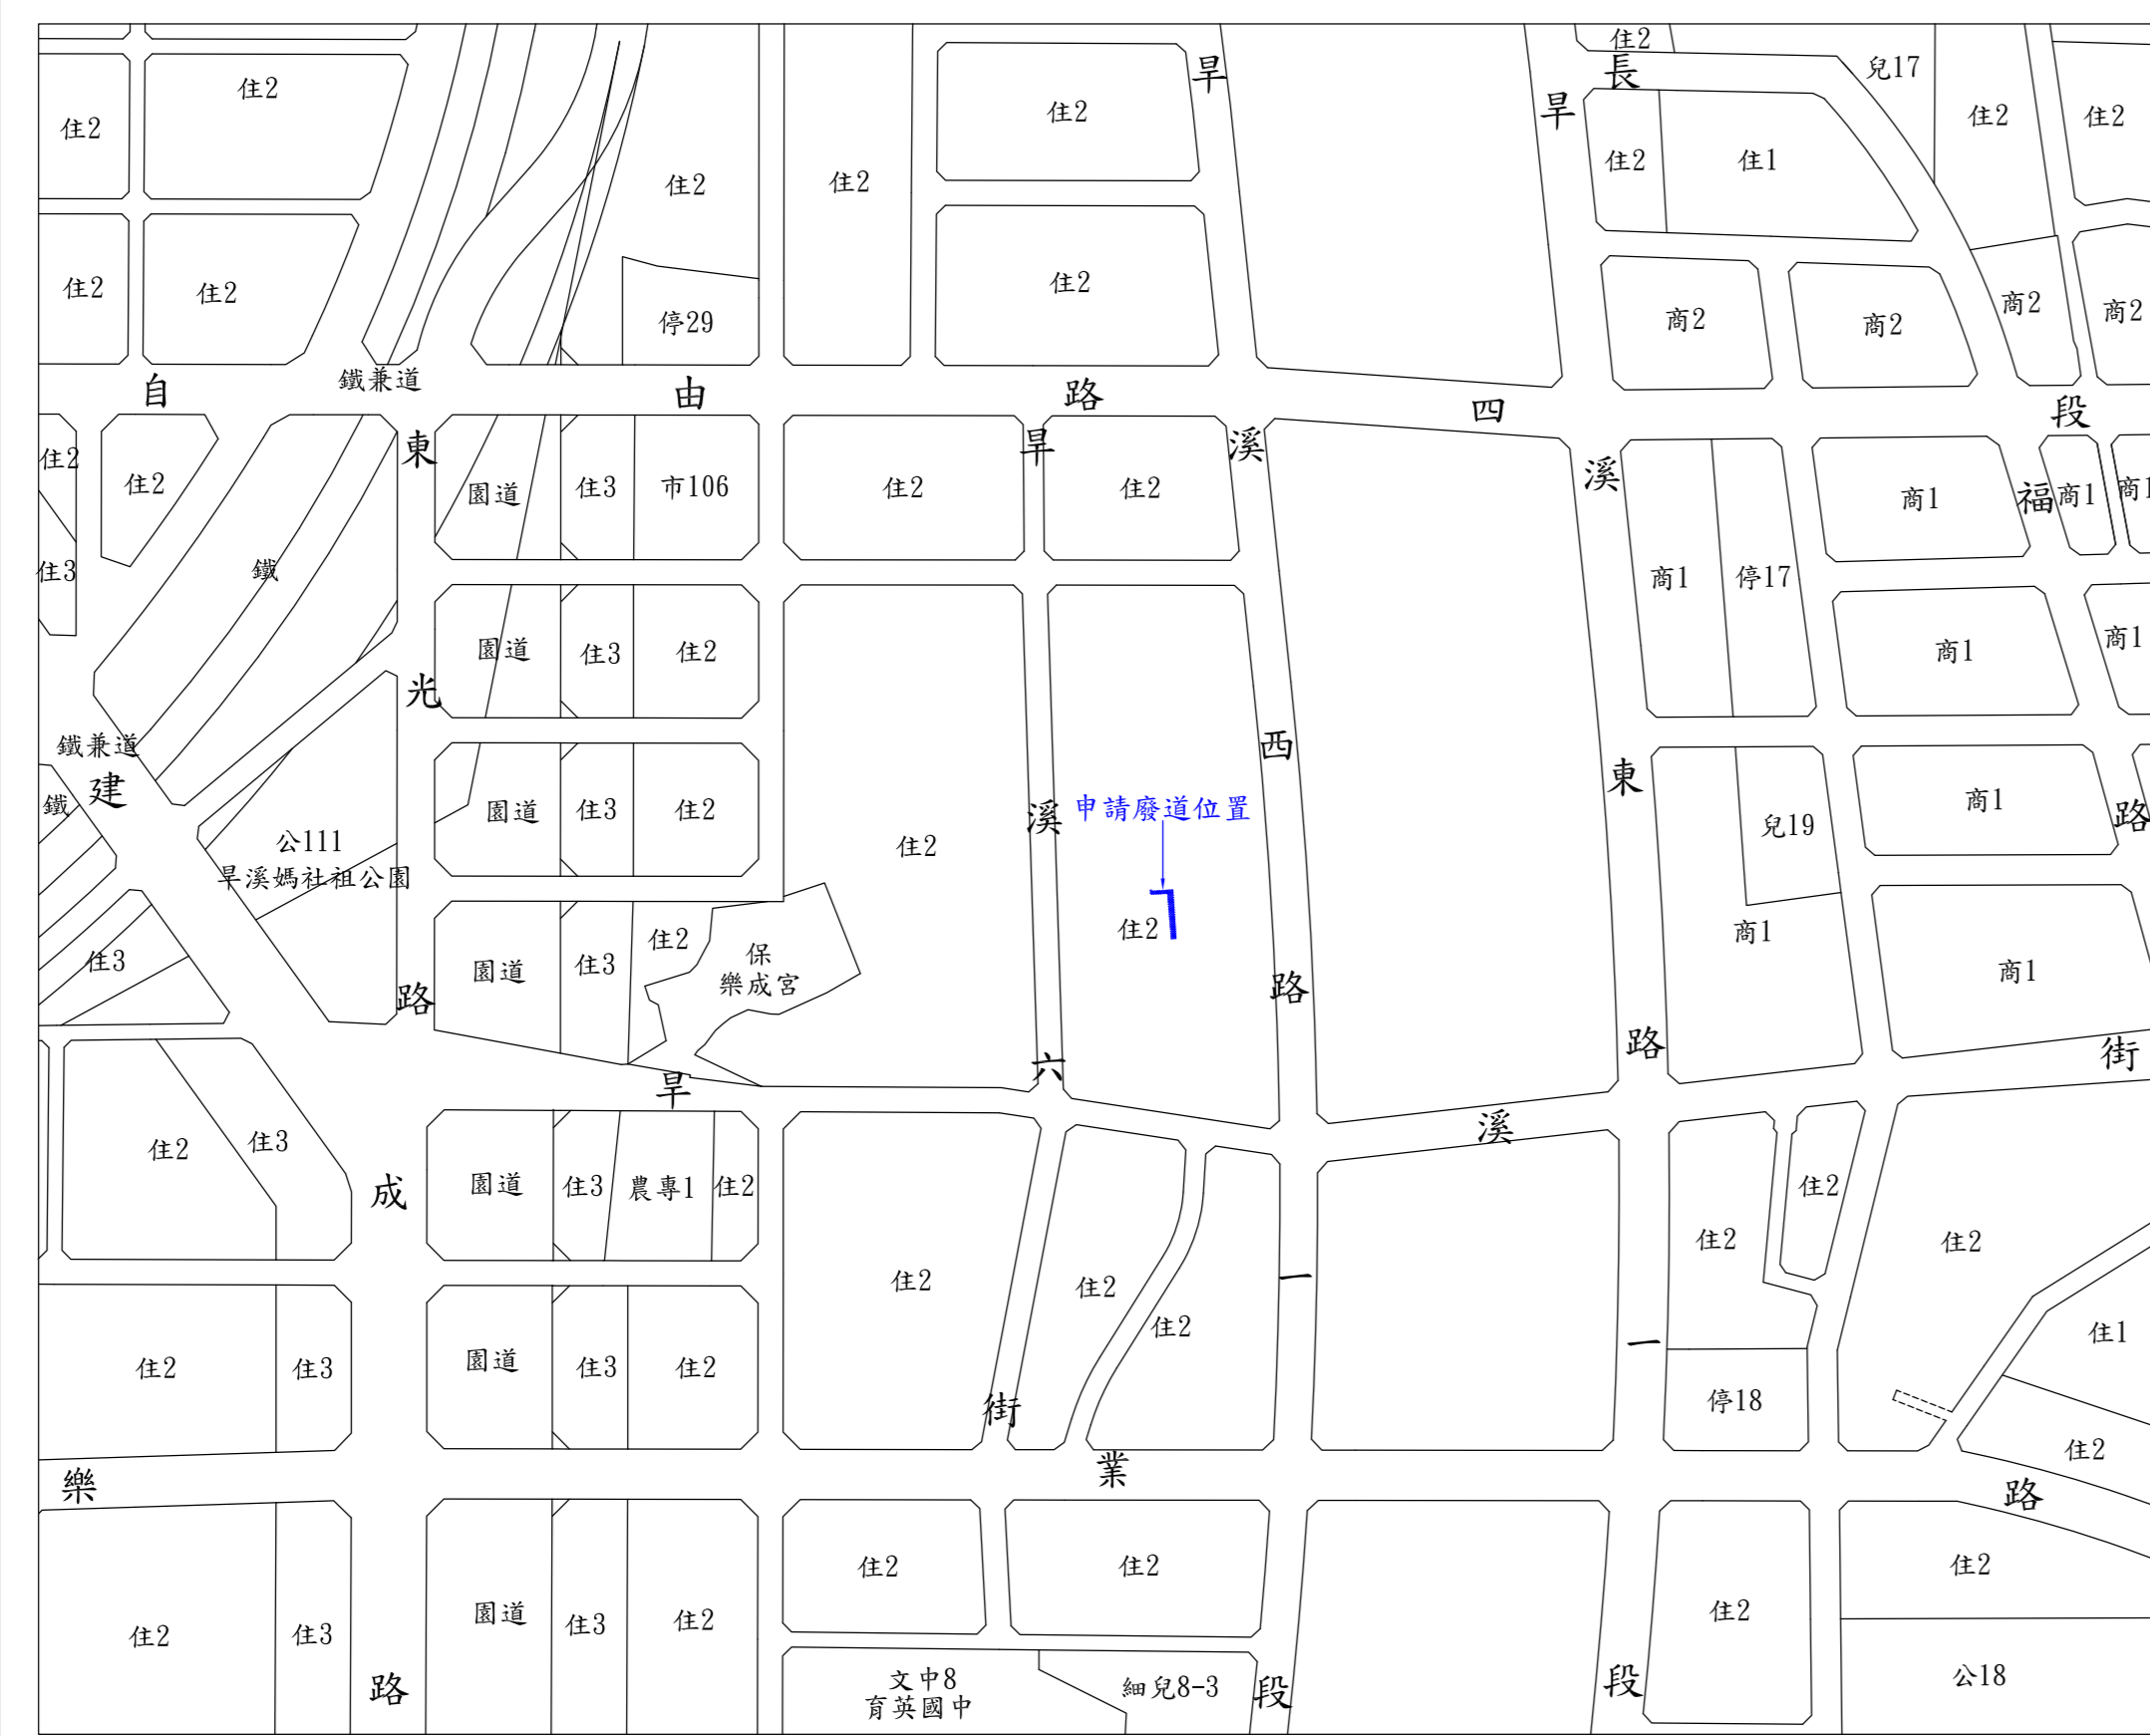 住2
兒17
長
旱
旱
住2
住2
住2
住2
住2
住2
住2
住2
住2
住1
住2
住2
停29
住2
商2
商2
商2
商2
自
鐵兼道
由
路
四
段
住2
住2
東
園道
住3
市106
住2
旱
住2
溪
溪
商1
福
商1
商1
住3
鐵
園道
住3
住2
商1
停17
商1
商1
光
鐵兼道
建
鐵
公111
旱溪媽社祖公園
園道
住3
住2
住2
溪
申請廢道位置
西
東
兒19
商1
路
住3
路
園道
住3
住2
保
樂成宮
住2
路
商1
商1
旱
六
溪
路
街
住2
住3
成
園道
住3
農專1
住2
住2
住2
住2
一
住2
住2
住2
住1
住2
住3
園道
住3
住2
街
一
停18
住2
樂
業
路
住2
住3
園道
住3
住2
住2
住2
住2
住2
路
文中8
育英國中
細兒8-3
段
段
公18